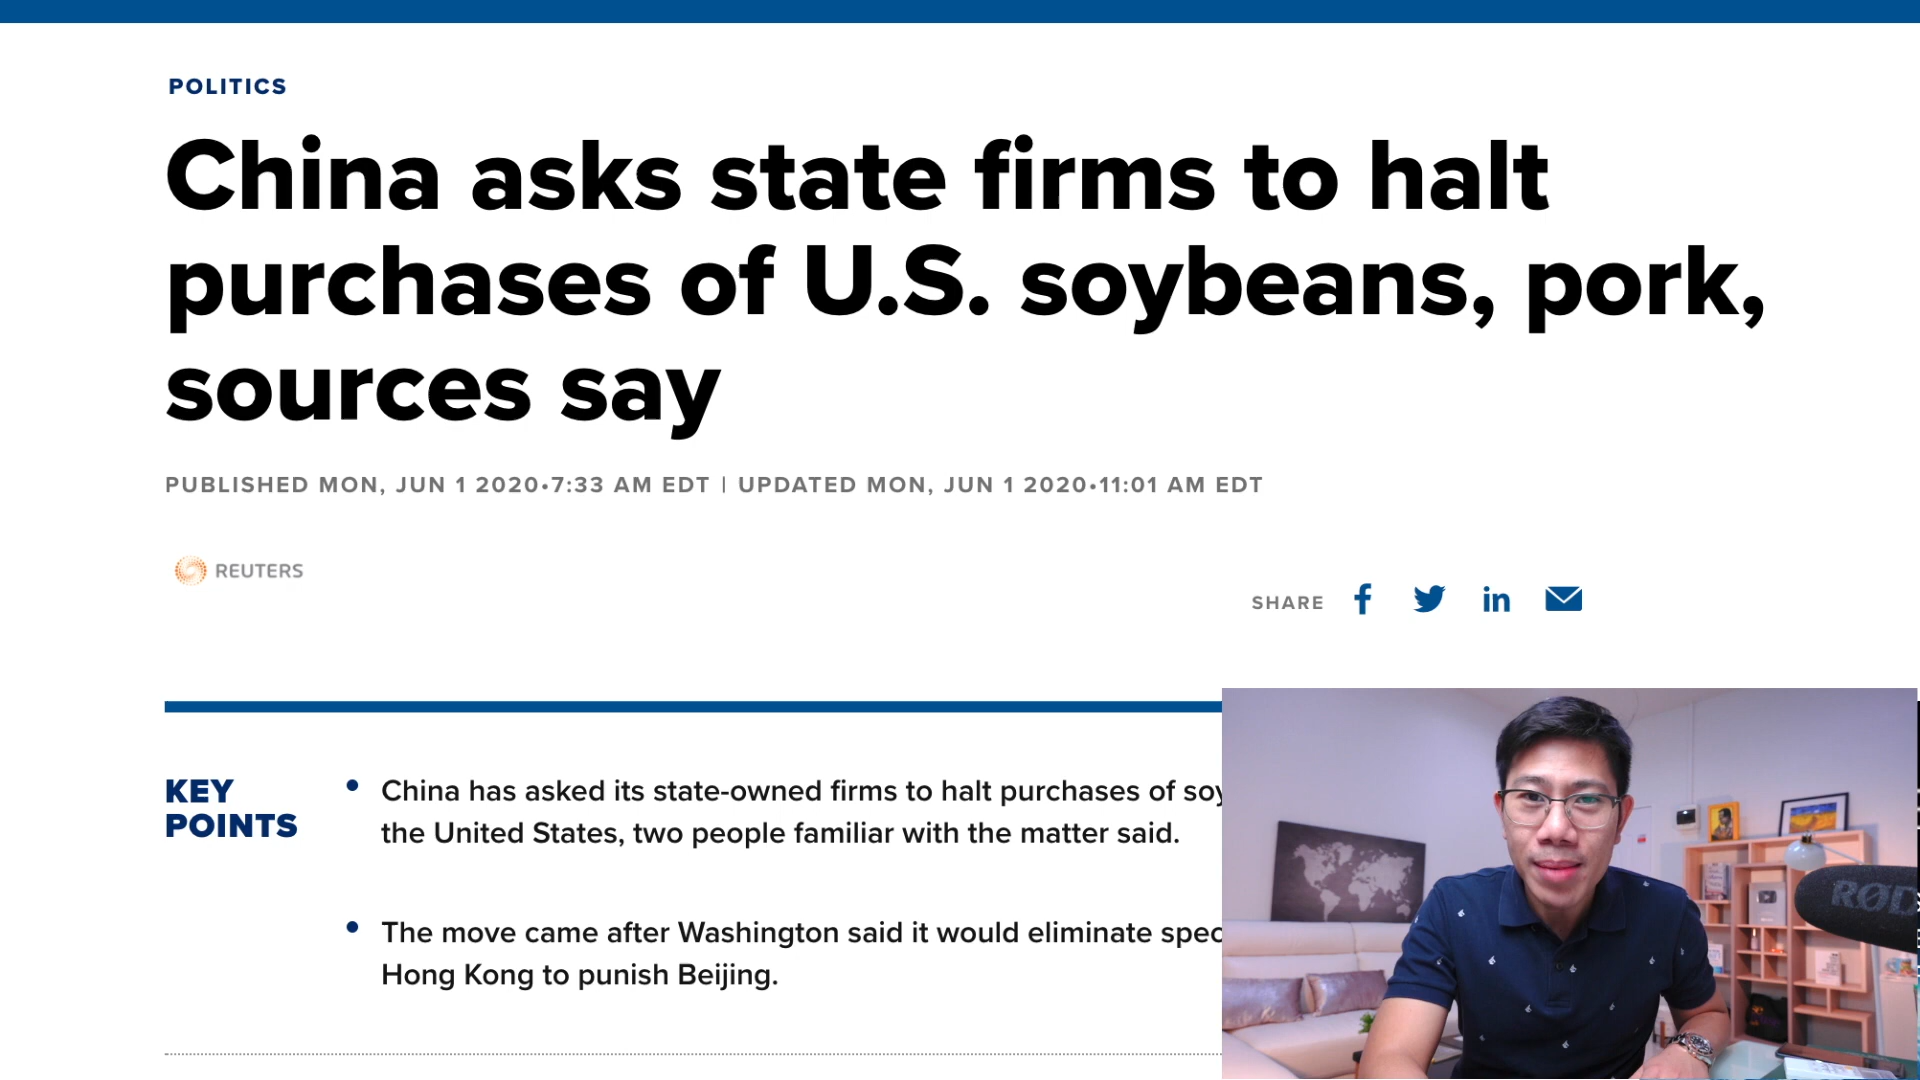 POLITICS
China asks state firms to halt
purchases of U.S. soybeans, pork,
sources say
PUBLISHED MON, JUN 1 2020•7:33 AM EDT | UPDATED MON, JUN 1 2020•11:01 AM EDT
REUTERS
SHARE
KEY
POINTS
• China has asked its state-owned firms to halt purchases of
the United States, two people familiar with the matter said.
• The move came after Washington said it would eliminate
Hong Kong to punish Beijing.